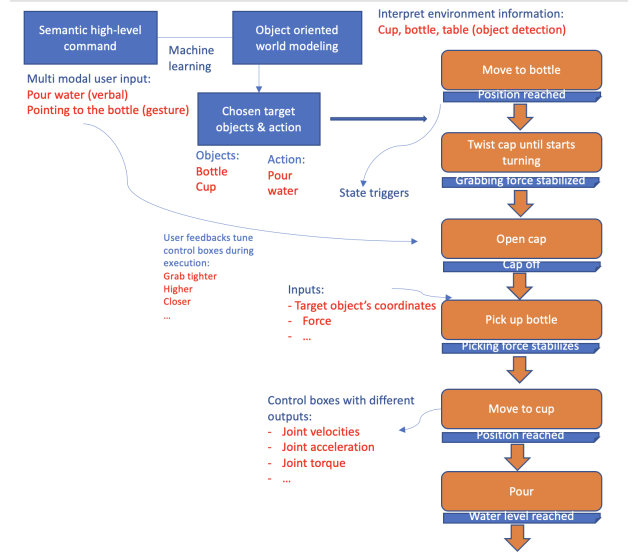 Semantic high-level
command
Object oriented
world modeling
Machine
learning
Interpret environment information:
Cup, bottle, table (object detection)
Multi modal user input:
Pour water (verbal)
Pointing to the bottle (gesture)
Chosen target
objects & action
Objects:
Bottle
Cup
Action:
Pour
water
State triggers
Move to bottle
Position reached
Twist cap until starts
turning
Grabbing force stabilized
Open cap
Cap off
User feedbacks tune
control boxes during
execution:
Grab tighter
Higher
Closer
...
Inputs:
- Target object's coordinates
- Force
- ...
Pick up bottle
Picking force stabilizes
Control boxes with different
outputs:
- Joint velocities
- Joint acceleration
- Joint torque
- ...
Move to cup
Position reached
Pour
Water level reached